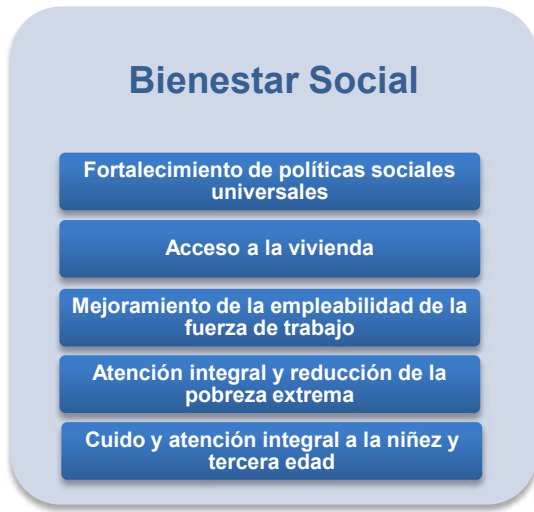 Bienestar Social
Fortalecimiento de políticas sociales
universales
Acceso a la vivienda
Mejoramiento de la empleabilidad de la
fuerza de trabajo
Atención integral y reducción de la
pobreza extrema
Cuido y atención integral a la niñez y
tercera edad